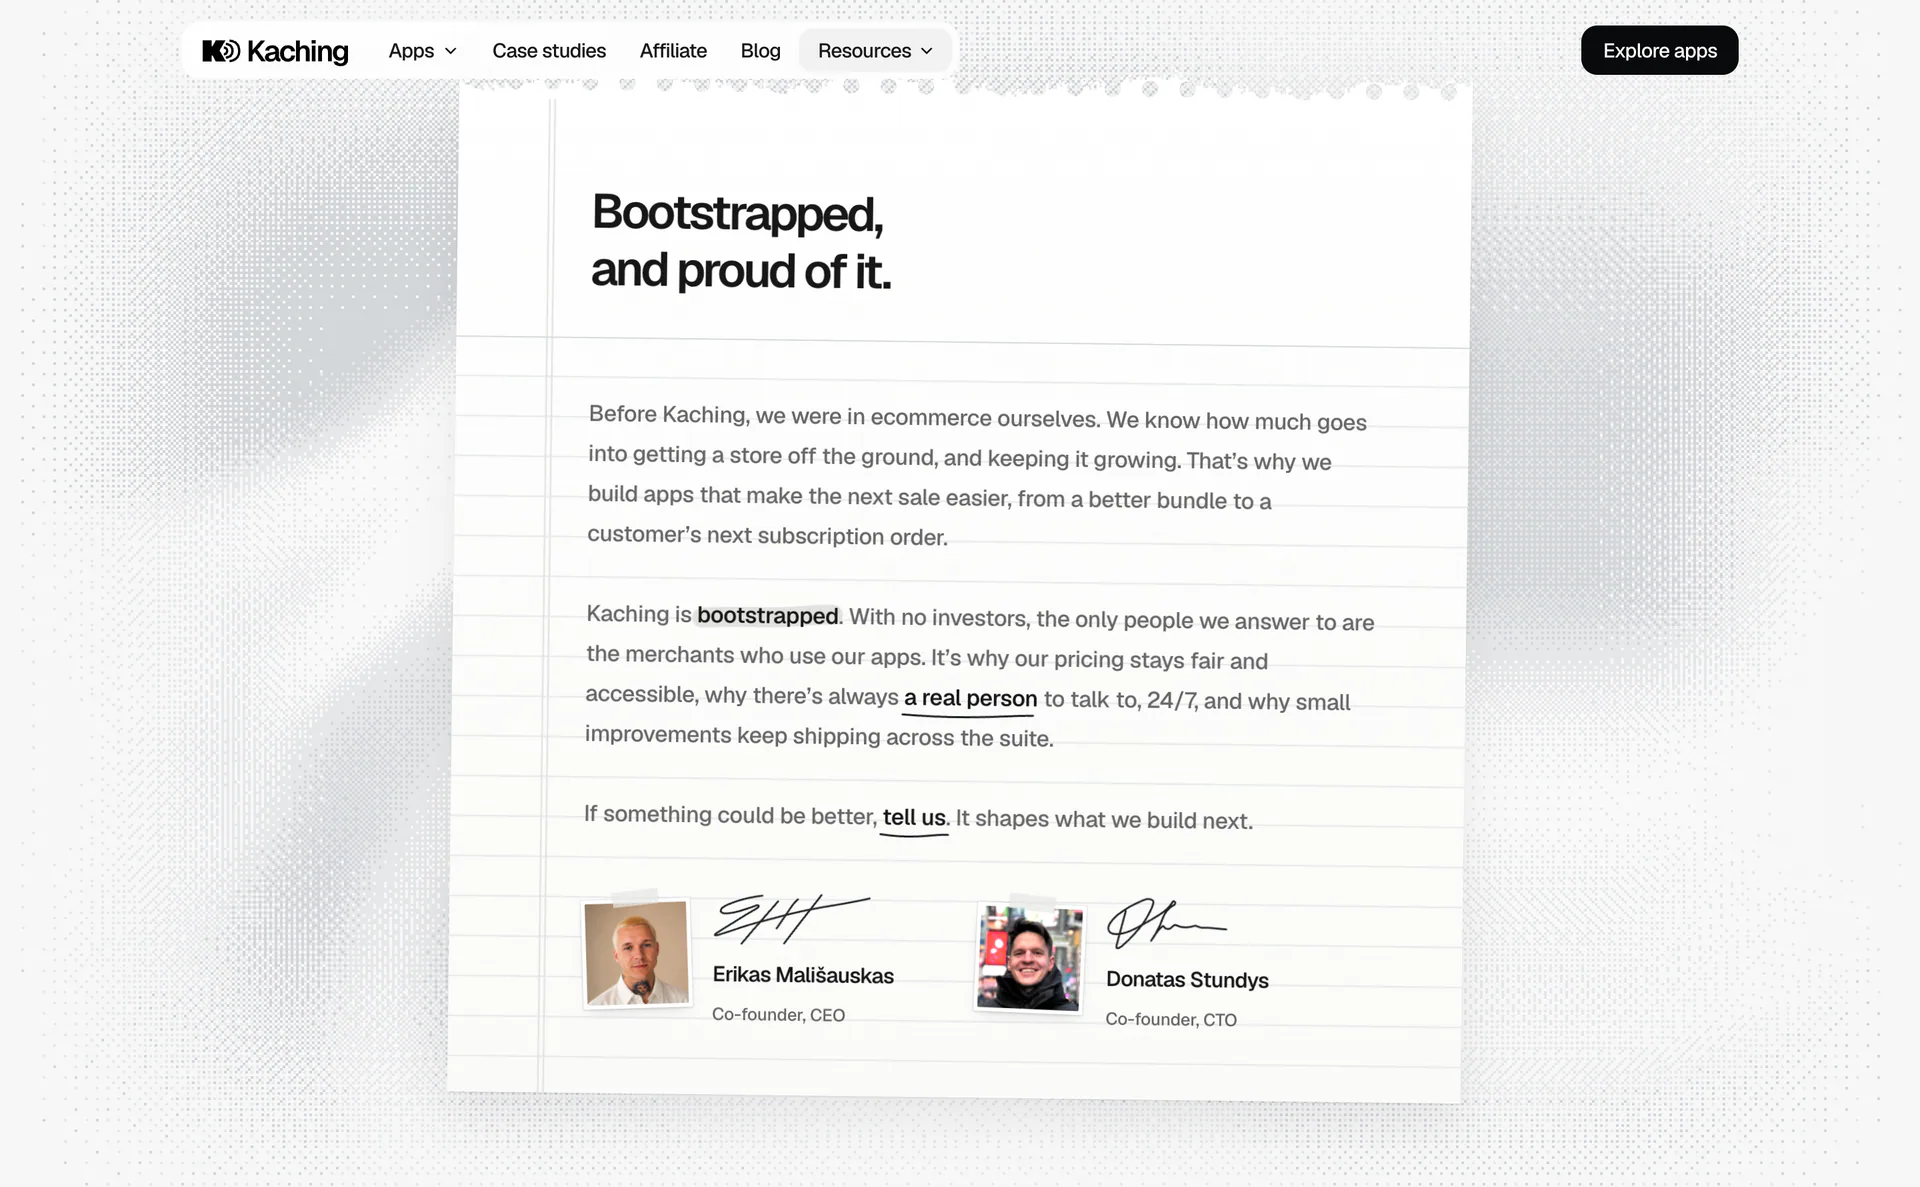 Kaching Apps Case studies Affiliate Blog Resources Explore apps
Bootstrapped,
and proud of it.
Before Kaching, we were in ecommerce ourselves. We know how much goes
into getting a store off the ground, and keeping it growing. That’s why we
build apps that make the next sale easier, from a better bundle to a
customer’s next subscription order.
Kaching is bootstrapped. With no investors, the only people we answer to are
the merchants who use our apps. It’s why our pricing stays fair and
accessible, why there’s always a real person to talk to, 24/7, and why small
improvements keep shipping across the suite.
If something could be better, tell us. It shapes what we build next.
Erikas Mališauskas
Co-founder, CEO
Donatas Stundys
Co-founder, CTO